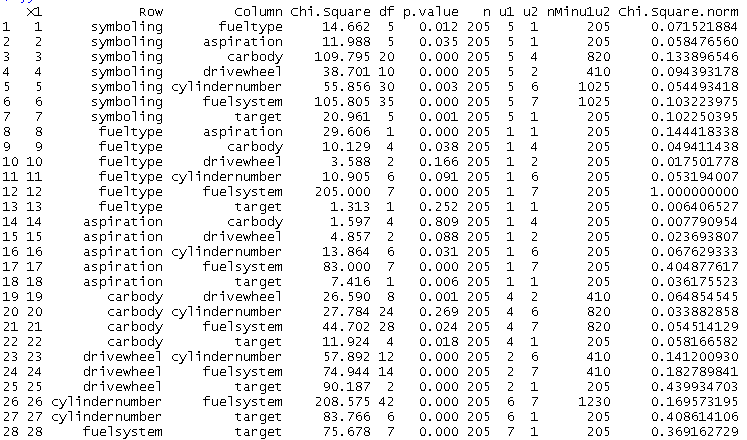 X1 Row Column Chi.Square df p.value n u1 u2 nMinu1u2 Chi.Square.norm
1 1 symboling fueltype 14.662 5 0.012 205 5 1 205 0.071521884
2 2 symboling aspiration 11.988 5 0.035 205 5 1 205 0.058476560
3 3 symboling carbody 109.795 20 0.000 205 5 4 820 0.133896546
4 4 symboling drivewheel 38.701 10 0.000 205 5 2 410 0.094393178
5 5 symboling cylindernumber 55.856 30 0.003 205 5 6 1025 0.054493418
6 6 symboling fuelsystem 105.805 35 0.000 205 5 7 1025 0.103223975
7 7 symboling target 20.961 5 0.001 205 5 1 205 0.102250395
8 8 fueltype aspiration 29.606 1 0.000 205 1 1 205 0.144418338
9 9 fueltype carbody 10.129 4 0.038 205 1 4 205 0.049411438
10 10 fueltype drivewheel 3.588 2 0.166 205 1 2 205 0.017501778
11 11 fueltype cylindernumber 10.905 6 0.091 205 1 6 205 0.053194007
12 12 fueltype fuelsystem 205.000 7 0.000 205 1 7 205 1.000000000
13 13 fueltype target 1.313 1 0.252 205 1 1 205 0.006406527
14 14 aspiration carbody 1.597 4 0.809 205 1 4 205 0.007790954
15 15 aspiration drivewheel 4.857 2 0.088 205 1 2 205 0.023693807
16 16 aspiration cylindernumber 13.864 6 0.031 205 1 6 205 0.067629333
17 17 aspiration fuelsystem 83.000 7 0.000 205 1 7 205 0.404877617
18 18 aspiration target 7.416 1 0.006 205 1 1 205 0.036175523
19 19 carbody drivewheel 26.590 8 0.001 205 4 2 410 0.064854545
20 20 carbody cylindernumber 27.784 24 0.269 205 4 6 820 0.033882858
21 21 carbody fuelsystem 44.702 28 0.024 205 4 7 820 0.054514129
22 22 carbody target 11.924 4 0.018 205 4 1 205 0.058166582
23 23 drivewheel cylindernumber 57.892 12 0.000 205 2 6 410 0.141200930
24 24 drivewheel fuelsystem 74.944 14 0.000 205 2 7 410 0.182789841
25 25 drivewheel target 90.187 2 0.000 205 2 1 205 0.439934703
26 26 cylindernumber fuelsystem 208.575 42 0.000 205 6 7 1230 0.169573195
27 27 cylindernumber target 83.766 6 0.000 205 6 1 205 0.408614106
28 28 fuelsystem target 75.678 7 0.000 205 7 1 205 0.369162729